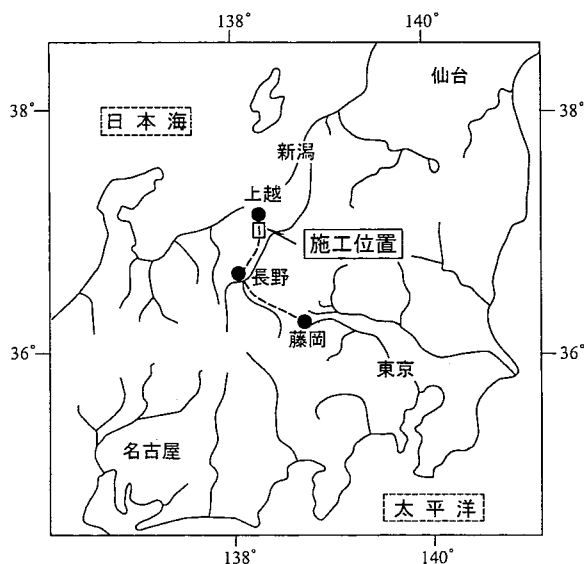 138°
140°
仙台
38°
38°
日本海
新潟
上越
施工位置
長野
藤岡
36°
36°
東京
名古屋
太平洋
138°
140°